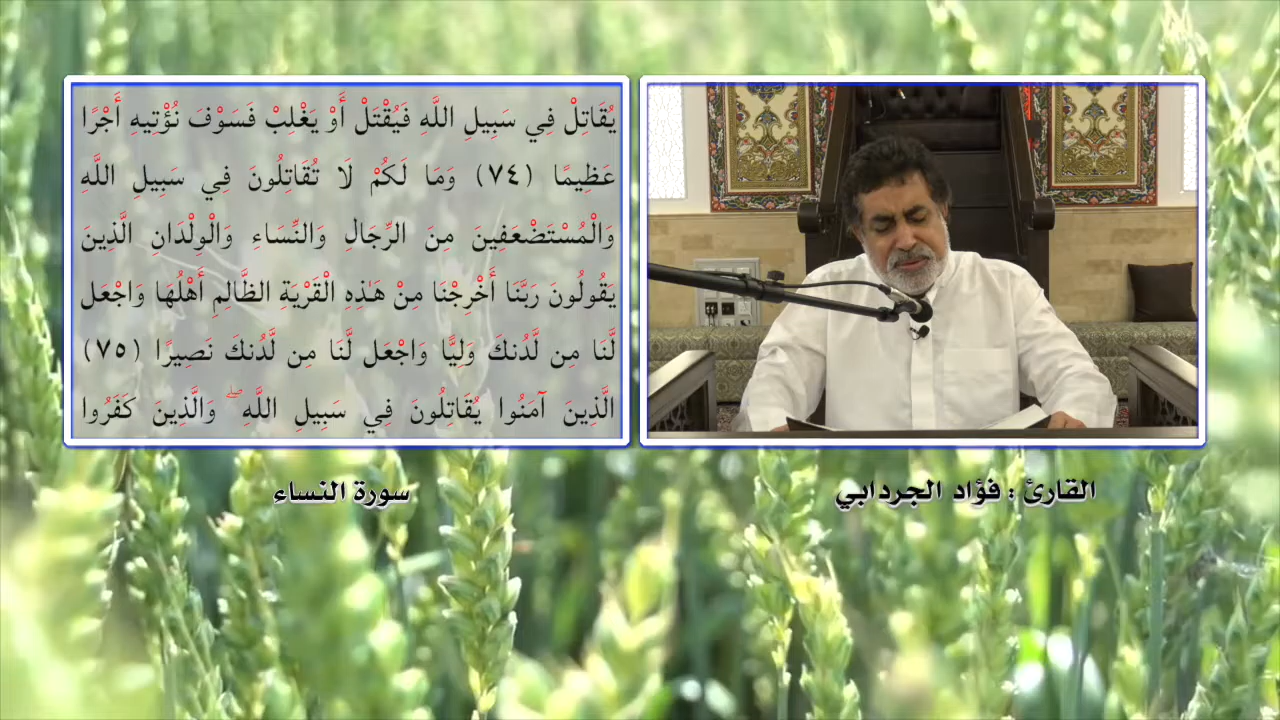 يُقَاتِلْ فِي سَبِيلِ اللَّهِ فَيُقْتَلْ أَوْ يَغْلِبْ فَسَوْفَ نُؤْتِيهِ أَجْرًا
عَظِيمًا (٧٤) وَمَا لَكُمْ لَا تُقَاتِلُونَ فِي سَبِيلِ اللَّهِ
وَالْمُسْتَضْعَفِينَ مِنَ الرِّجَالِ وَالنِّسَاءِ وَالْوِلْدَانِ الَّذِينَ
يَقُولُونَ رَبَّنَا أَخْرِجْنَا مِنْ هَٰذِهِ الْقَرْيَةِ الظَّالِمِ أَهْلُهَا وَاجْعَل
لَّنَا مِن لَّدُنكَ وَلِيًّا وَاجْعَل لَّنَا مِن لَّدُنكَ نَصِيرًا (٧٥)
الَّذِينَ آمَنُوا يُقَاتِلُونَ فِي سَبِيلِ اللَّهِ ۖ وَالَّذِينَ كَفَرُوا
القارئ : فؤاد الجردابي
سورة النساء